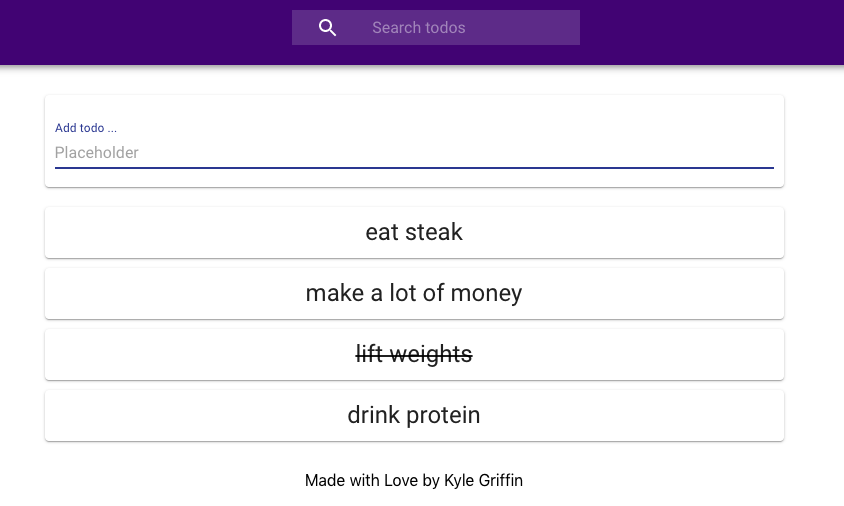 Search todos
Add todo ...
Placeholder
eat steak
make a lot of money
lift weights
drink protein
Made with Love by Kyle Griffin